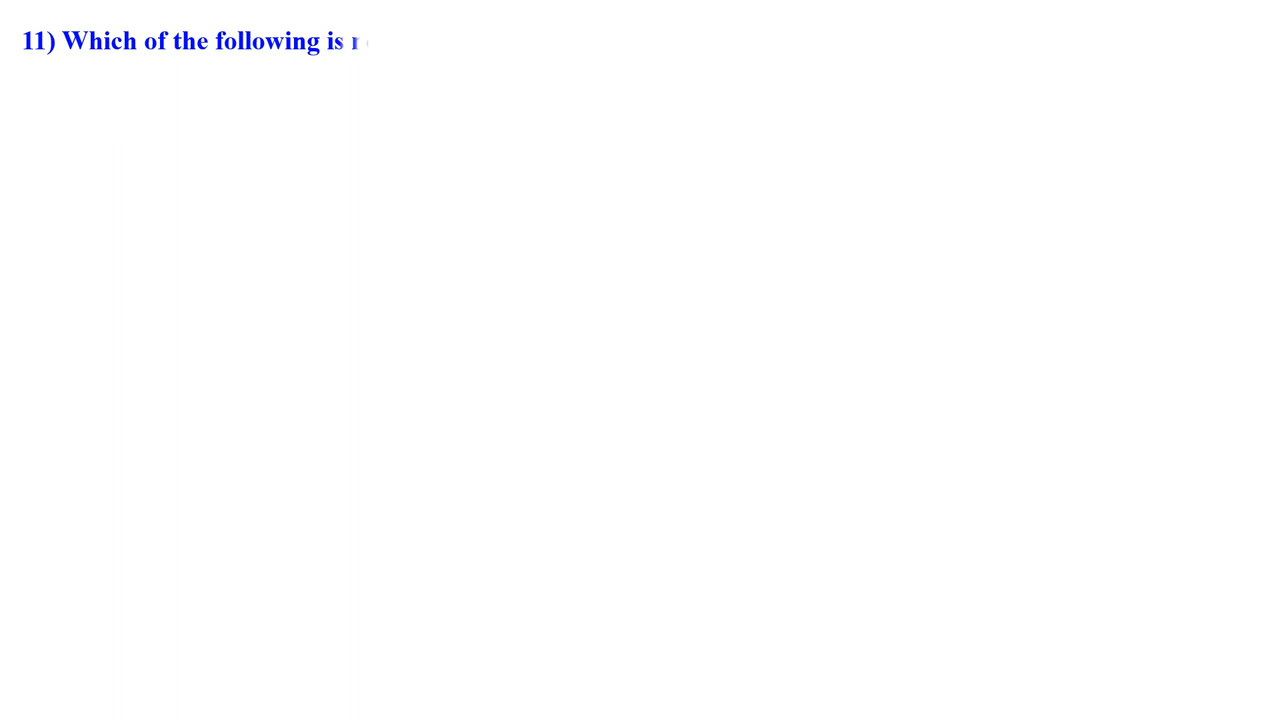 11) Which of the following is